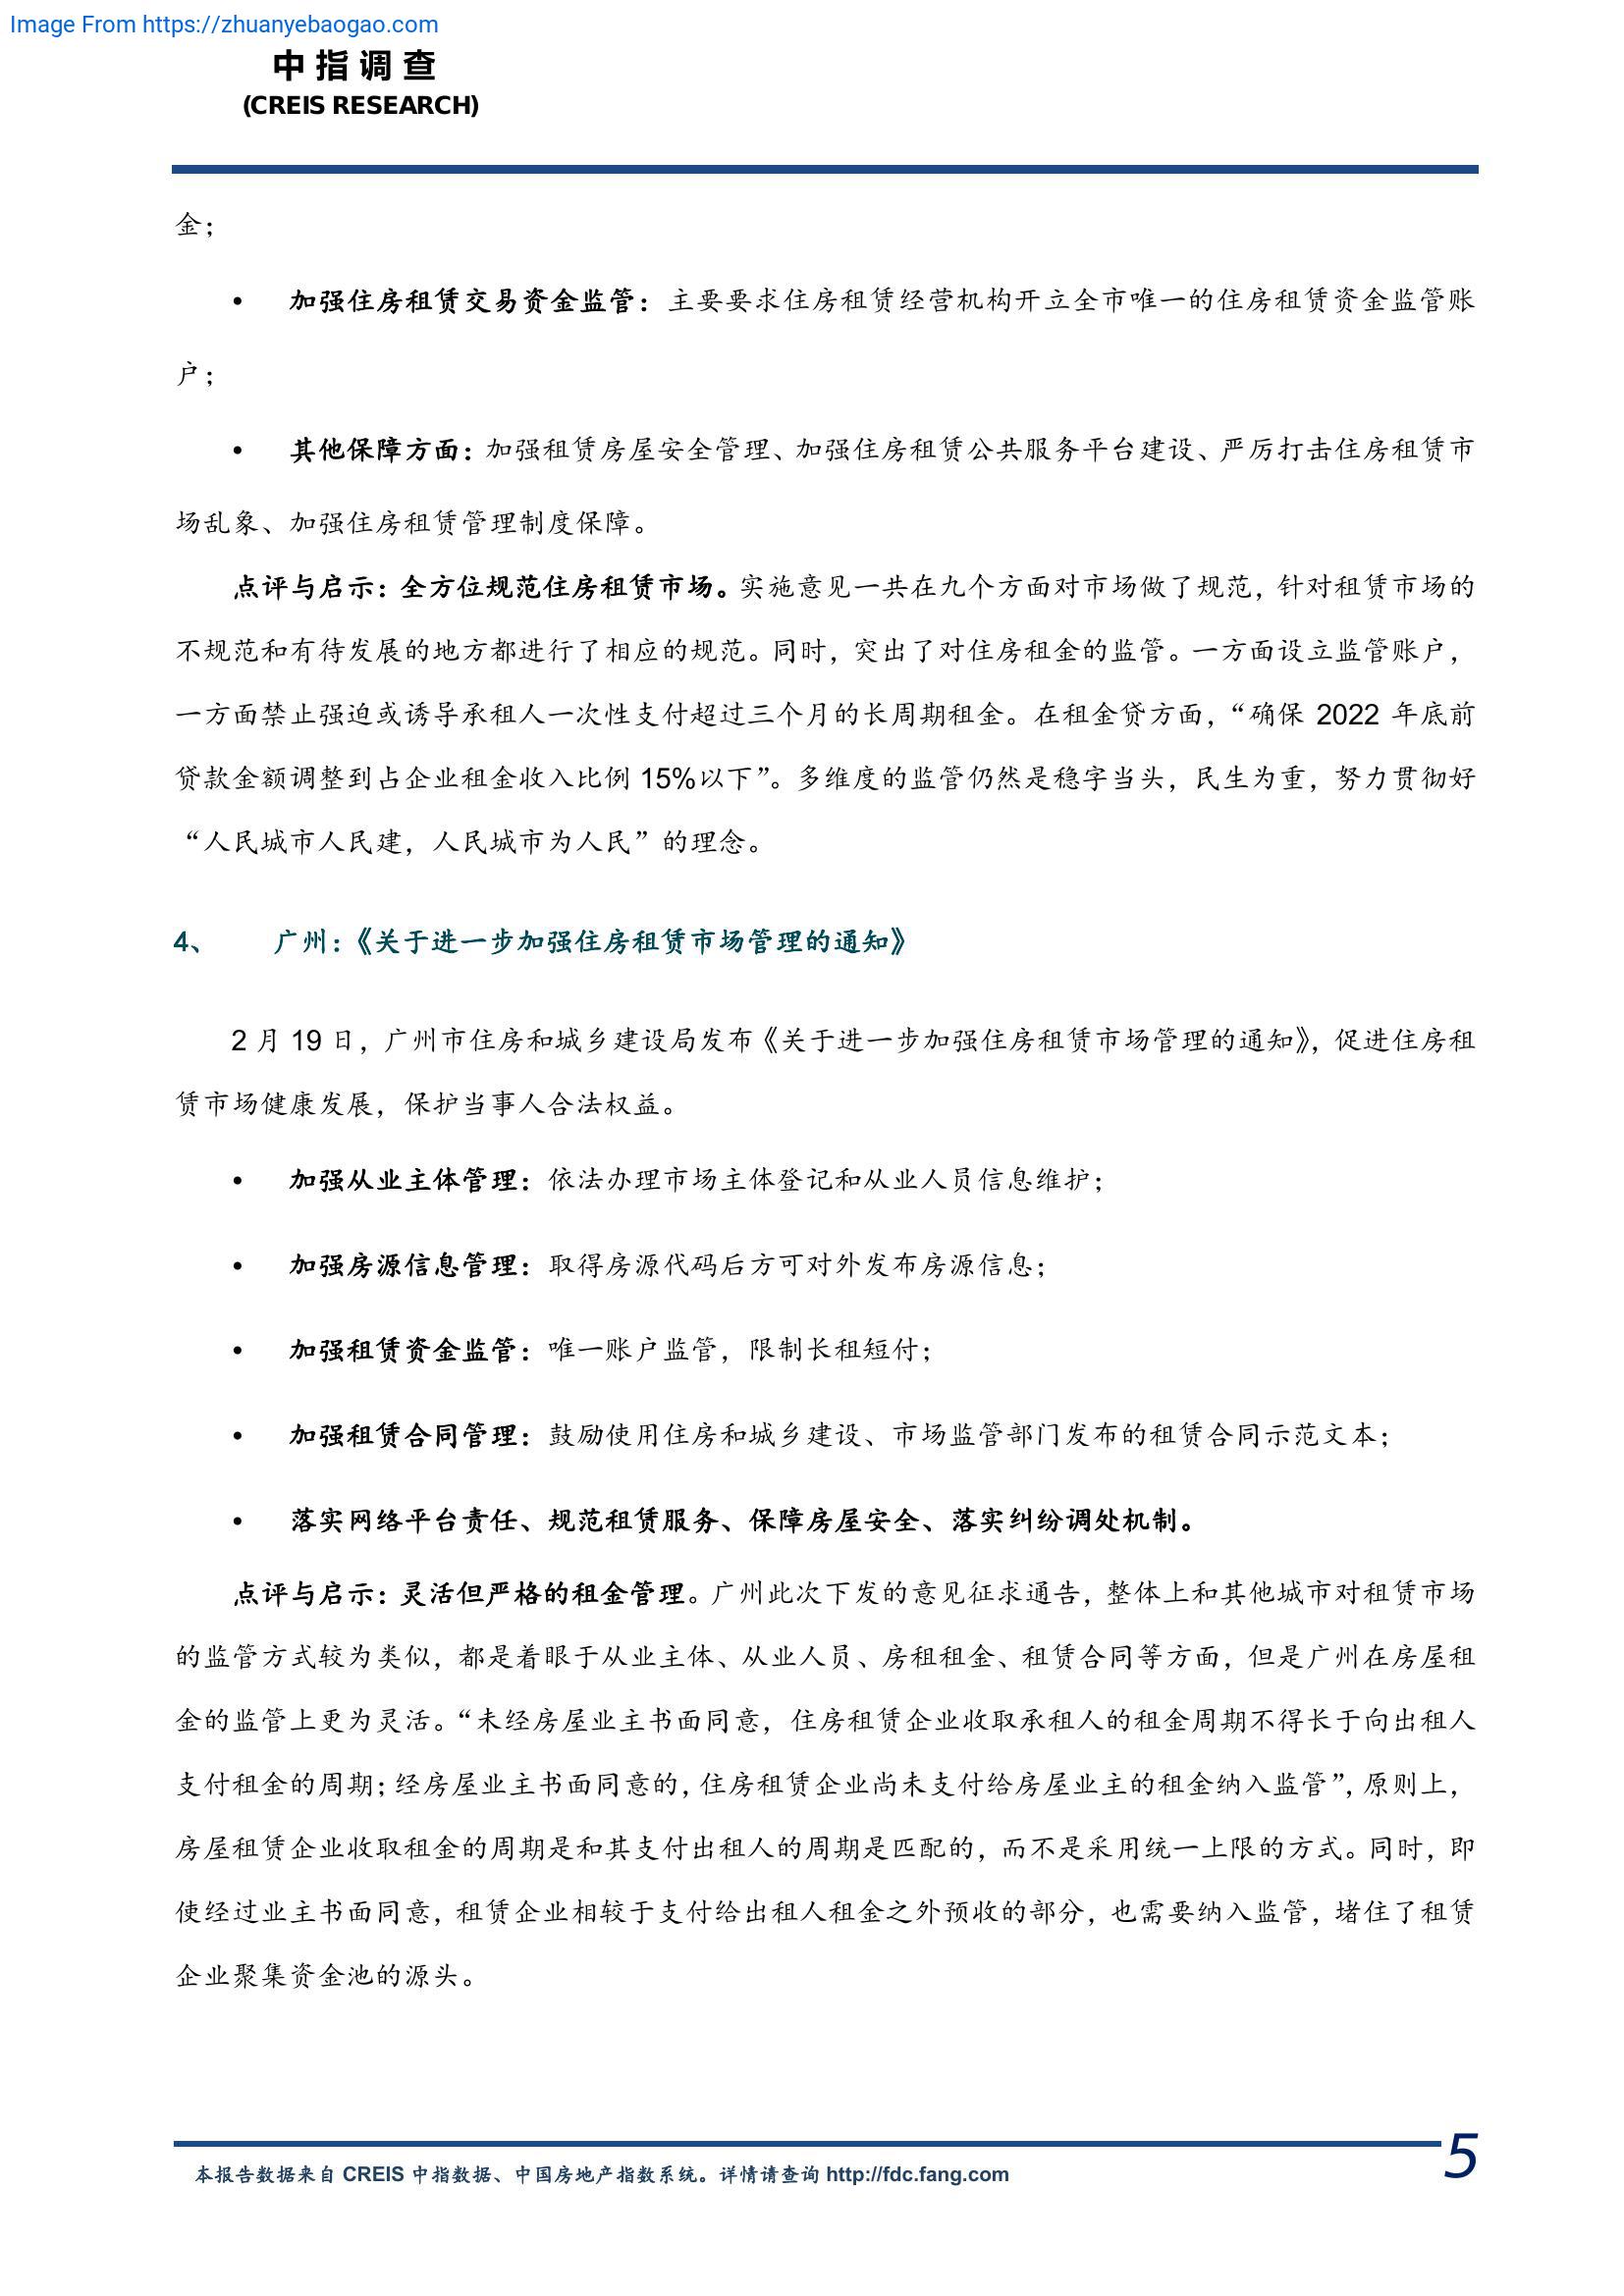 Image From https://zhuanyebaogao.com
中指调查
(CREIS RESEARCH)
金；
• 加强住房租赁交易资金监管：主要要求住房租赁经营机构开立全市唯一的住房租赁资金监管账
户；
• 其他保障方面：加强租赁房屋安全管理、加强住房租赁公共服务平台建设、严厉打击住房租赁市
场乱象、加强住房租赁管理制度保障。
点评与启示：全方位规范住房租赁市场。实施意见一共在九个方面对市场做了规范，针对租赁市场的
不规范和有待发展的地方都进行了相应的规范。同时，突出了对住房租金的监管。一方面设立监管账户，
一方面禁止强迫或诱导承租人一次性支付超过三个月的长周期租金。在租金贷方面，“确保 2022 年底前
贷款金额调整到占企业租金收入比例 15%以下”。多维度的监管仍然是稳字当头，民生为重，努力贯彻好
“人民城市人民建，人民城市为人民”的理念。
4、 广州：《关于进一步加强住房租赁市场管理的通知》
2 月 19 日，广州市住房和城乡建设局发布《关于进一步加强住房租赁市场管理的通知》，促进住房租
赁市场健康发展，保护当事人合法权益。
• 加强从业主体管理：依法办理市场主体登记和从业人员信息维护；
• 加强房源信息管理：取得房源代码后方可对外发布房源信息；
• 加强租赁资金监管：唯一账户监管，限制长租短付；
• 加强租赁合同管理：鼓励使用住房和城乡建设、市场监管部门发布的租赁合同示范文本；
• 落实网络平台责任、规范租赁服务、保障房屋安全、落实纠纷调处机制。
点评与启示：灵活但严格的租金管理。广州此次下发的意见征求通告，整体上和其他城市对租赁市场
的监管方式较为类似，都是着眼于从业主体、从业人员、房租租金、租赁合同等方面，但是广州在房屋租
金的监管上更为灵活。“未经房屋业主书面同意，住房租赁企业收取承租人的租金周期不得长于向出租人
支付租金的周期；经房屋业主书面同意的，住房租赁企业尚未支付给房屋业主的租金纳入监管”，原则上，
房屋租赁企业收取租金的周期是和其支付出租人的周期是匹配的，而不是采用统一上限的方式。同时，即
使经过业主书面同意，租赁企业相较于支付给出租人租金之外预收的部分，也需要纳入监管，堵住了租赁
企业聚集资金池的源头。
本报告数据来自 CREIS 中指数据、中国房地产指数系统。详情请查询 http://fdc.fang.com
5